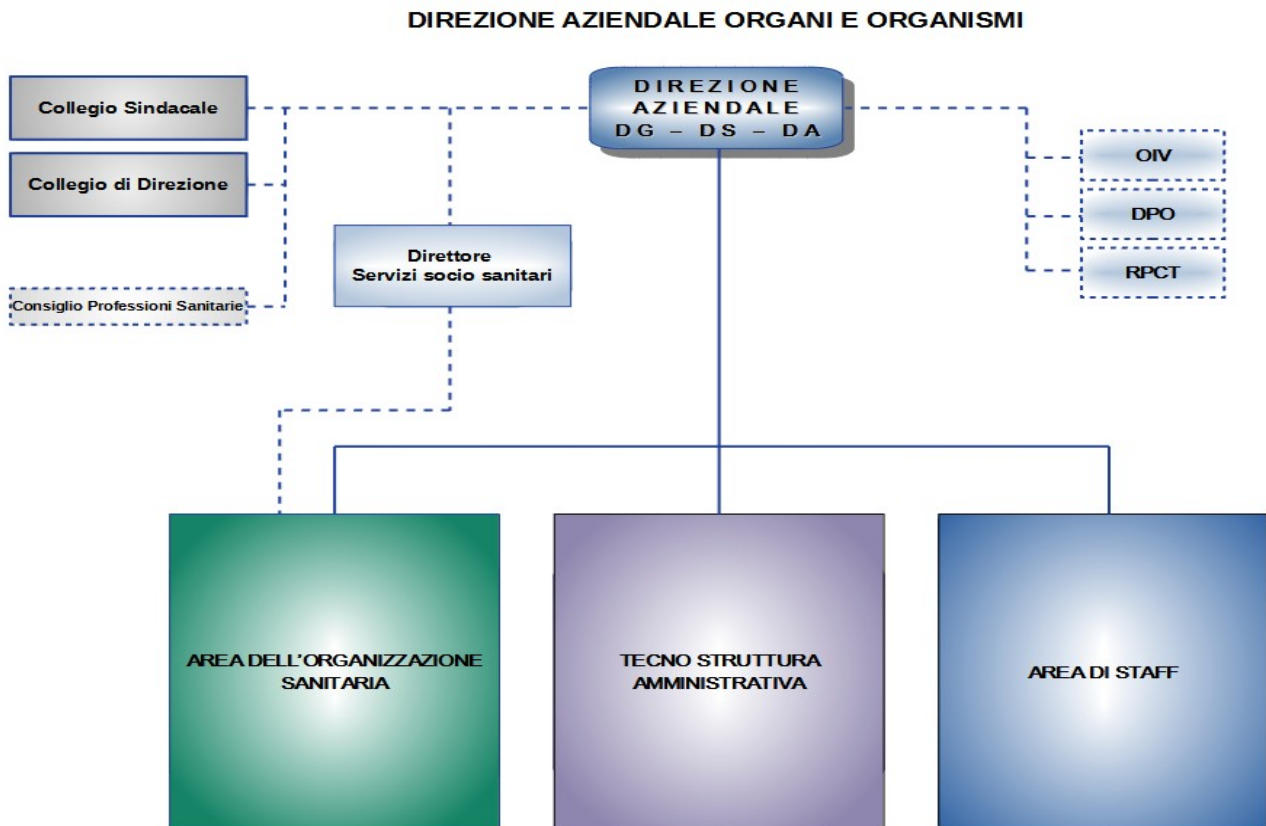 DIREZIONE AZIENDALE ORGANI E ORGANISMI
DIREZIONE
AZIENDALE
DG – DS – DA
Collegio Sindacale
Collegio di Direzione
Consiglio Professioni Sanitarie
Direttore
Servizi socio sanitari
OIV
DPO
RPCT
AREA DELL’ORGANIZZAZIONE
SANITARIA
TECNO STRUTTURA
AMMINISTRATIVA
AREA DI STAFF